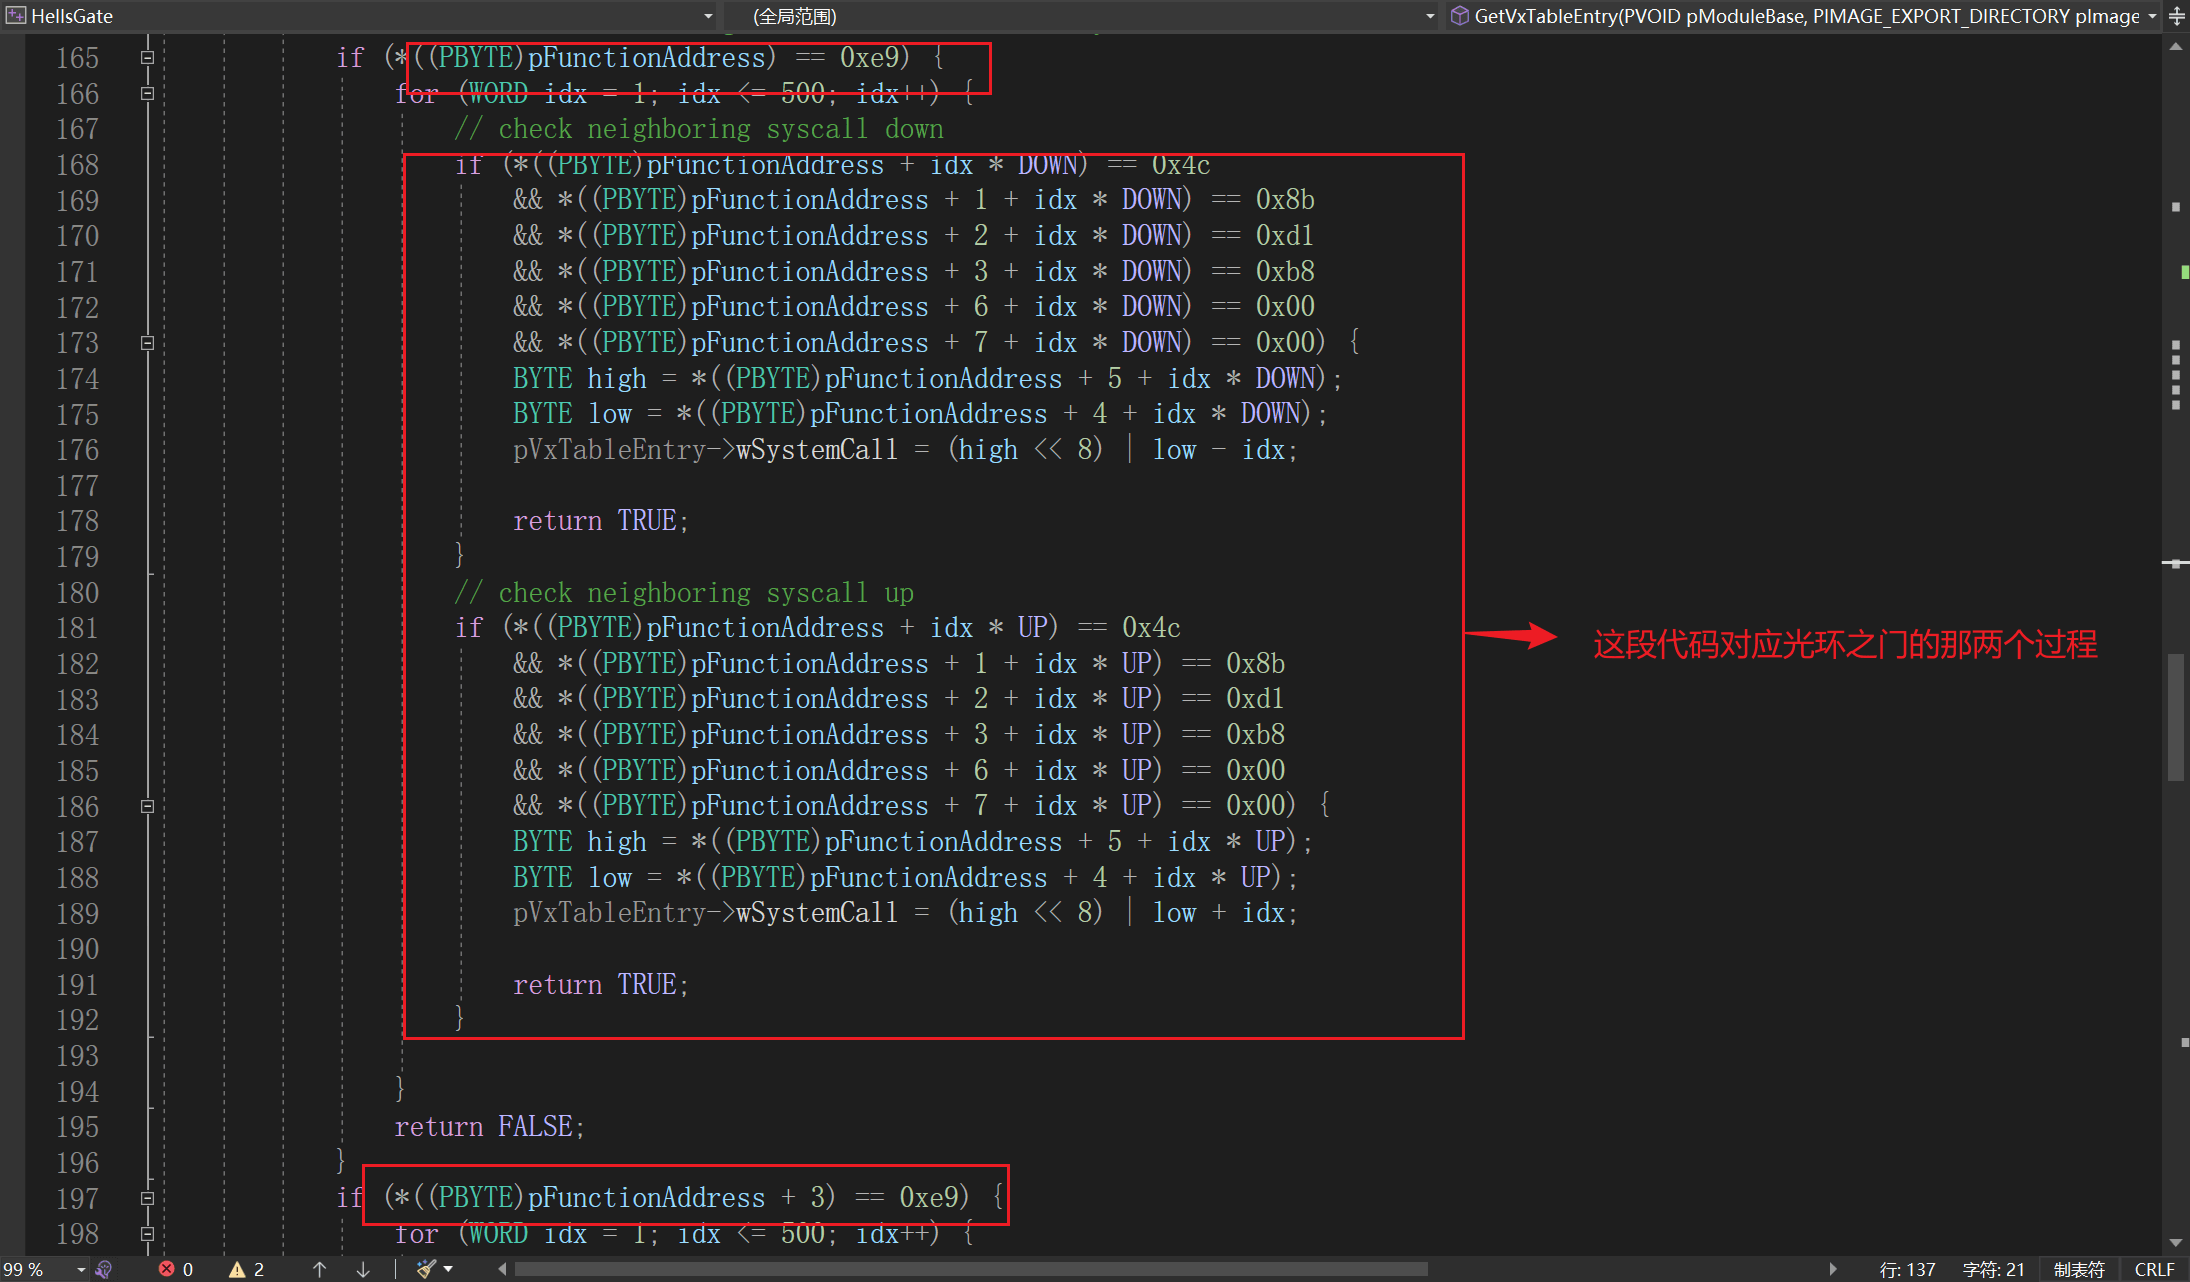 HellsGate
(全局范围)
GetVxTableEntry(PVOID pModuleBase, PIMAGE_EXPORT_DIRECTORY pImage
165 if (*((PBYTE)pFunctionAddress) == 0xe9) {
166 for (WORD idx = 1; idx <= 500; idx++) {
167 // check neighboring syscall down
168 if (*((PBYTE)pFunctionAddress + idx * DOWN) == 0x4c
169 && *((PBYTE)pFunctionAddress + 1 + idx * DOWN) == 0x8b
170 && *((PBYTE)pFunctionAddress + 2 + idx * DOWN) == 0xd1
171 && *((PBYTE)pFunctionAddress + 3 + idx * DOWN) == 0xb8
172 && *((PBYTE)pFunctionAddress + 6 + idx * DOWN) == 0x00
173 && *((PBYTE)pFunctionAddress + 7 + idx * DOWN) == 0x00) {
174 BYTE high = *((PBYTE)pFunctionAddress + 5 + idx * DOWN);
175 BYTE low = *((PBYTE)pFunctionAddress + 4 + idx * DOWN);
176 pVxTableEntry->wSystemCall = (high << 8) | low - idx;
177
178 return TRUE;
179 }
180 // check neighboring syscall up
181 if (*((PBYTE)pFunctionAddress + idx * UP) == 0x4c
182 && *((PBYTE)pFunctionAddress + 1 + idx * UP) == 0x8b
183 && *((PBYTE)pFunctionAddress + 2 + idx * UP) == 0xd1
184 && *((PBYTE)pFunctionAddress + 3 + idx * UP) == 0xb8
185 && *((PBYTE)pFunctionAddress + 6 + idx * UP) == 0x00
186 && *((PBYTE)pFunctionAddress + 7 + idx * UP) == 0x00) {
187 BYTE high = *((PBYTE)pFunctionAddress + 5 + idx * UP);
188 BYTE low = *((PBYTE)pFunctionAddress + 4 + idx * UP);
189 pVxTableEntry->wSystemCall = (high << 8) | low + idx;
190
191 return TRUE;
192 }
193
194 }
195 return FALSE;
196 }
197 if (*((PBYTE)pFunctionAddress + 3) == 0xe9) {
198 for (WORD idx = 1; idx <= 500; idx++) {
这段代码对应光环之门的那两个过程
99 % 0 2 行: 137 字符: 21 制表符 CRLF